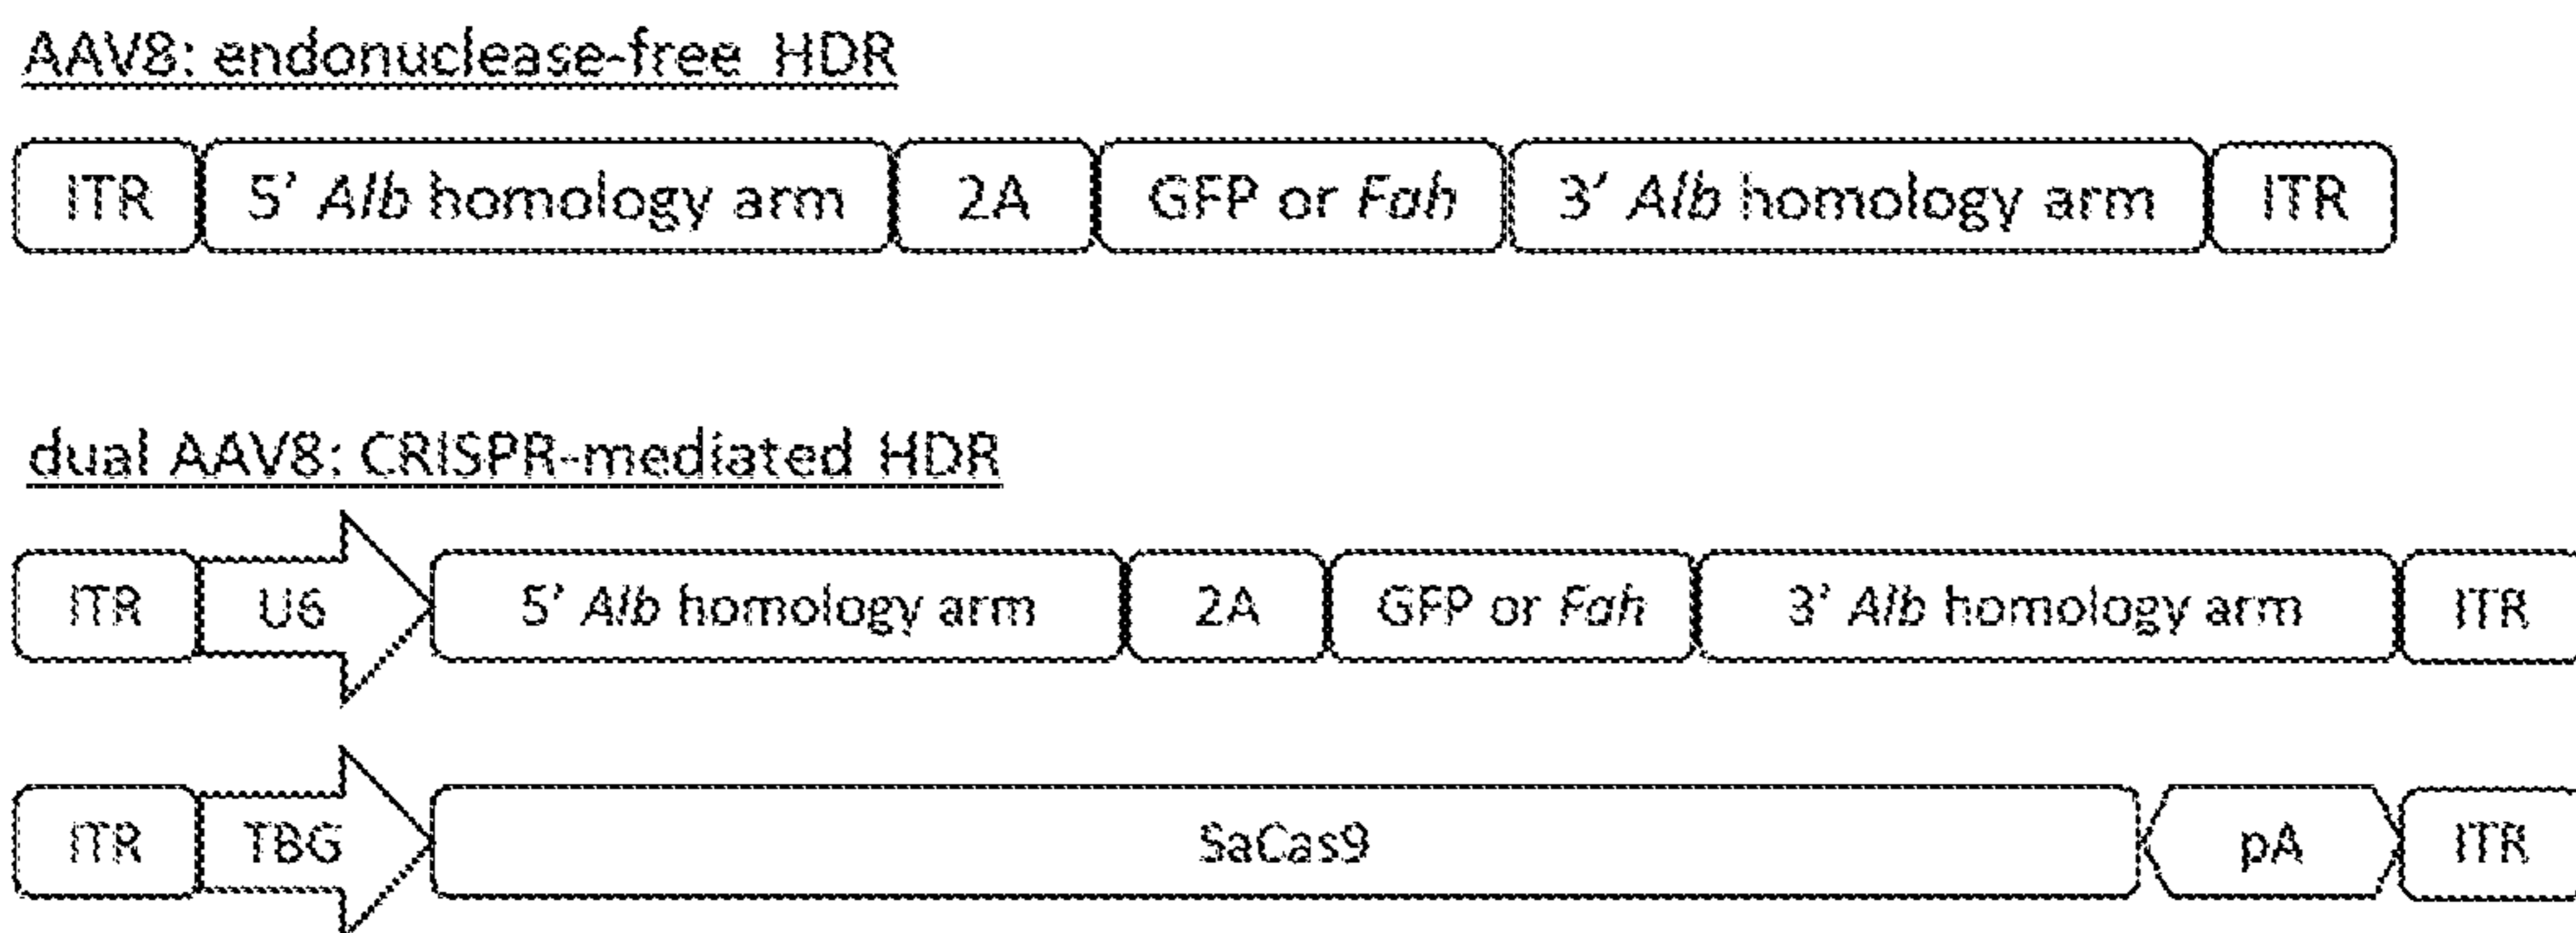 AAV8: endonuclease-free HDR
ITR 5' Alb homology arm 2A GFP or Fah 3' Alb homology arm ITR
dual AAV8: CRISPR-mediated HDR
ITR U6 5' Alb homology arm 2A GFP or Fah 3' Alb homology arm ITR
ITR TBG SaCas9 pA ITR